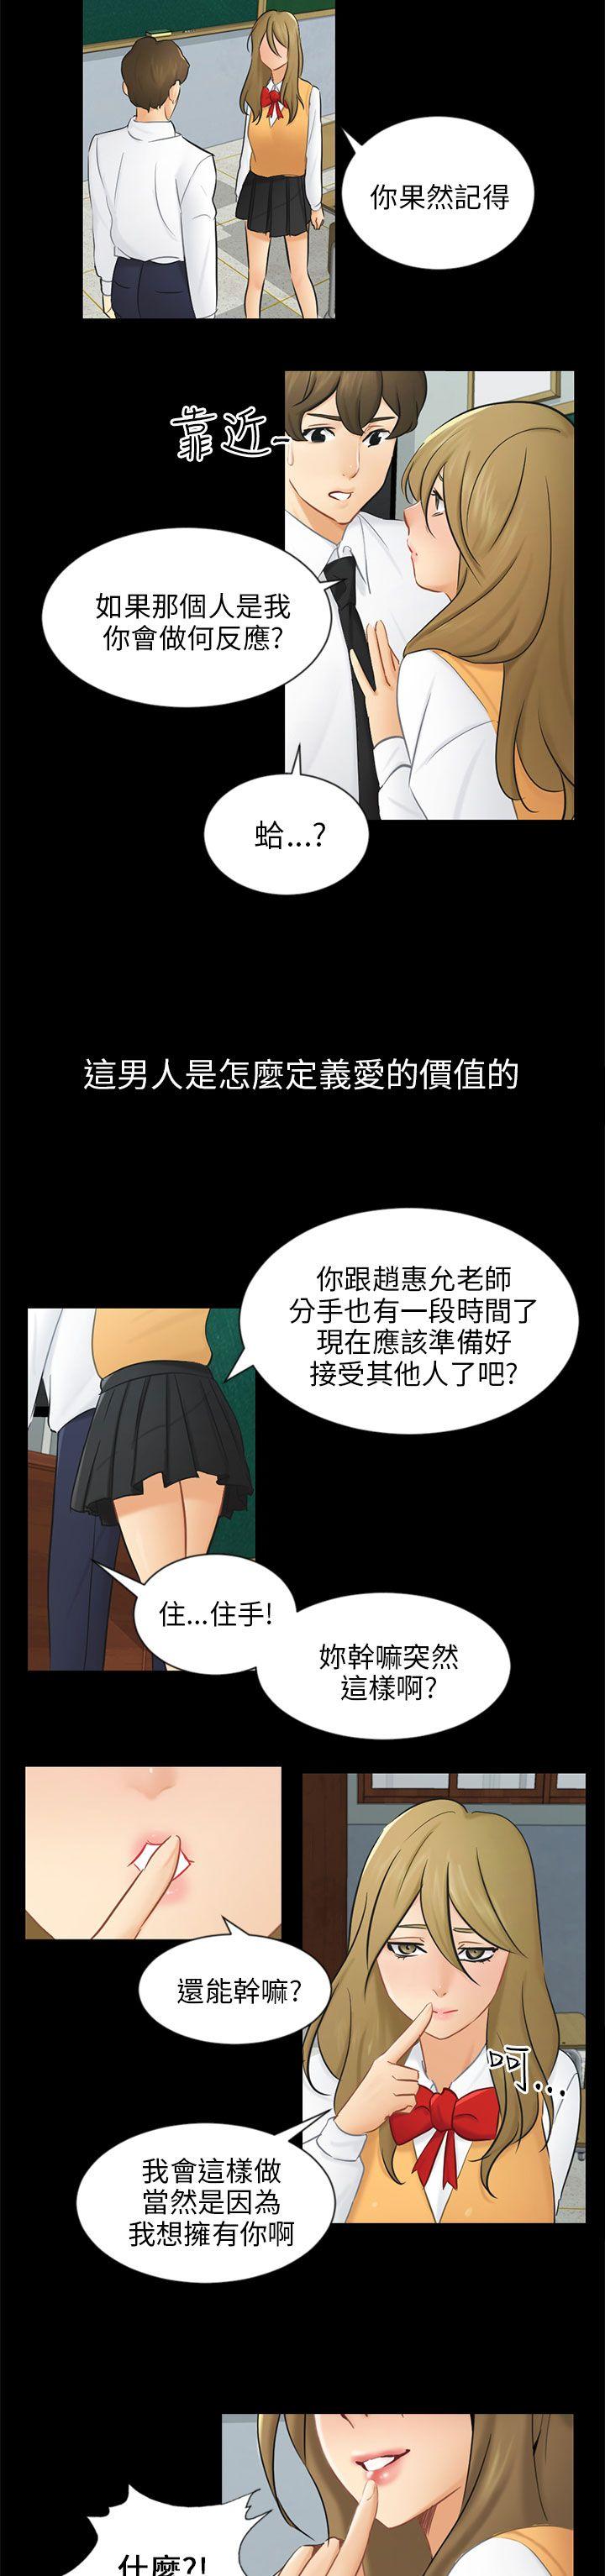 你果然記得
靠近~
如果那個人是我
你會做何反應?
蛤...?
這男人是怎麼定義愛的價值的
你跟趙惠允老師
分手也有一段時間了
現在應該準備好
接受其他人了吧?
住...住手!
妳幹嘛突然
這樣啊?
還能幹嘛?
呵...
我會這樣做
當然是因為
我想擁有你啊
什麼?!